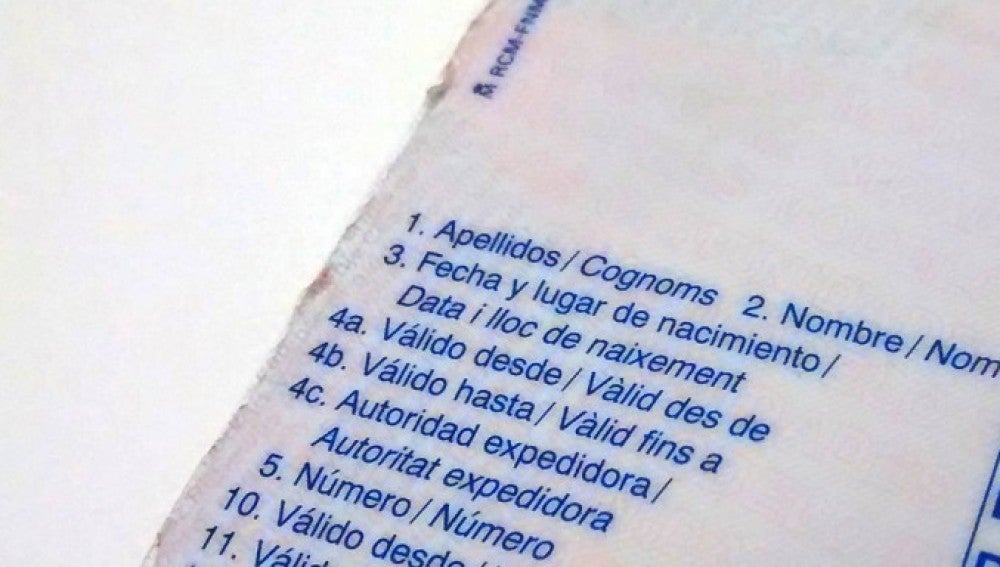 RCM-FNM
1. Apellidos / Cognoms 2. Nombre / Nom
3. Fecha y lugar de nacimiento /
Data i lloc de naixement
4a. Válido desde / Vàlid des de
4b. Válido hasta / Vàlid fins a
4c. Autoridad expedidora /
Autoritat expedidora
5. Número / Número
10. Válido desde /
11.